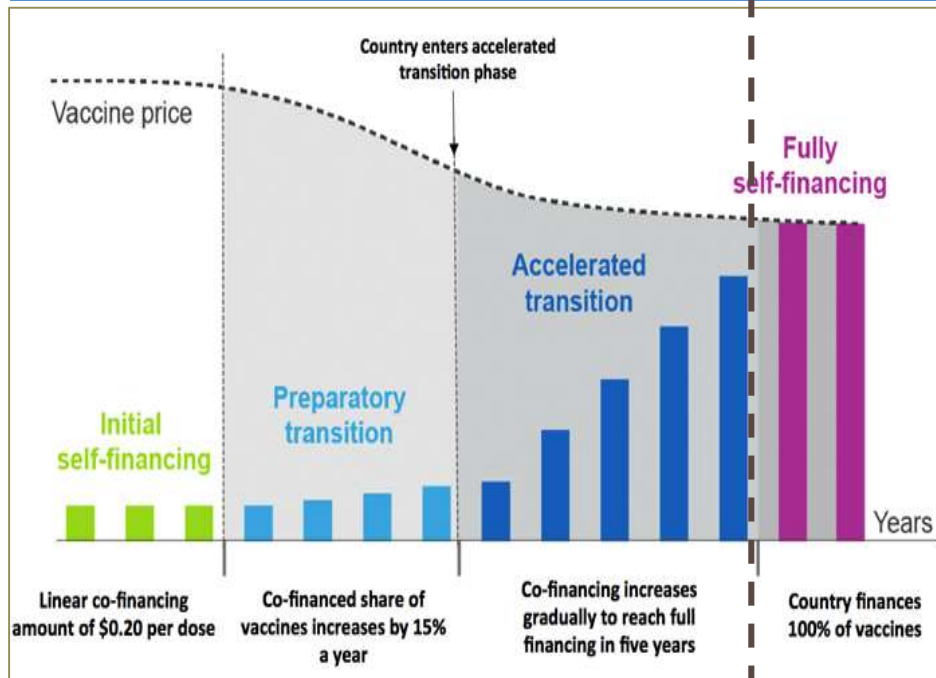 Country enters accelerated
transition phase
Vaccine price
Fully
self-financing
Accelerated
transition
Preparatory
transition
Initial
self-financing
Years
Linear co-financing
amount of $0.20 per dose
Co-financed share of
vaccines increases by 15%
a year
Co-financing increases
gradually to reach full
financing in five years
Country finances
100% of vaccines